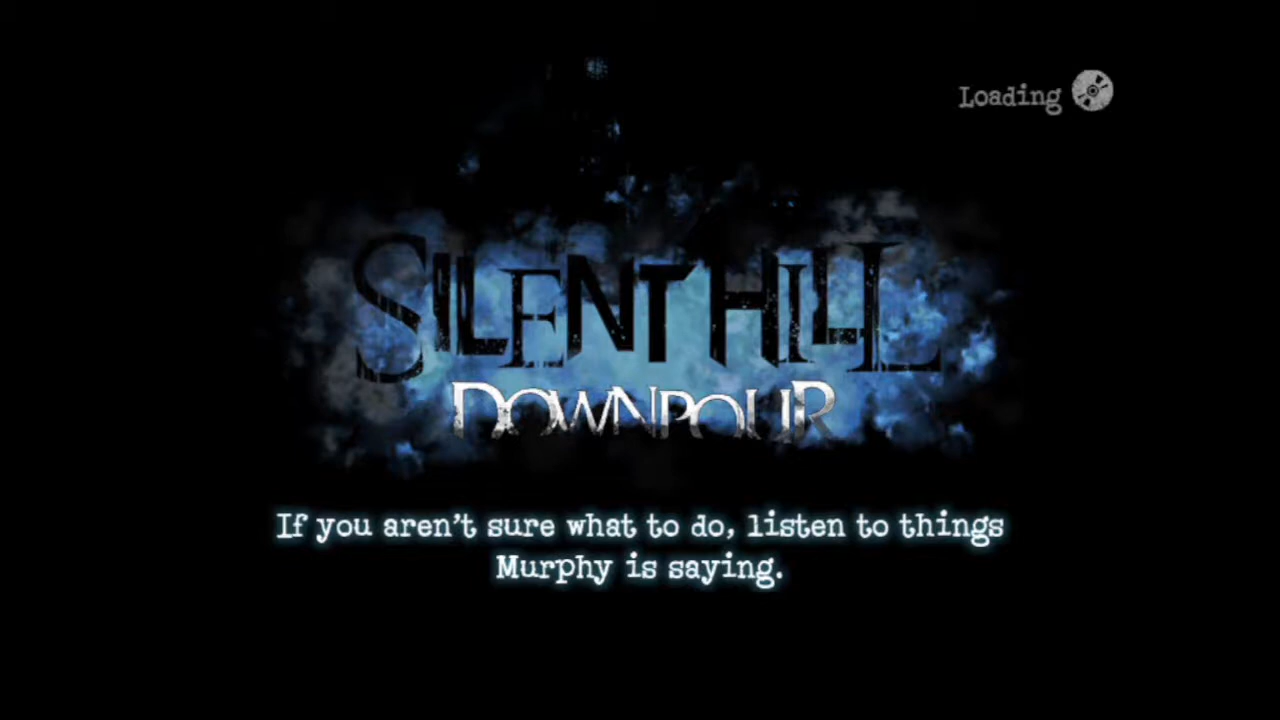 Loading
SILENT HILL
DOWNPOUR
If you aren't sure what to do, listen to things
Murphy is saying.